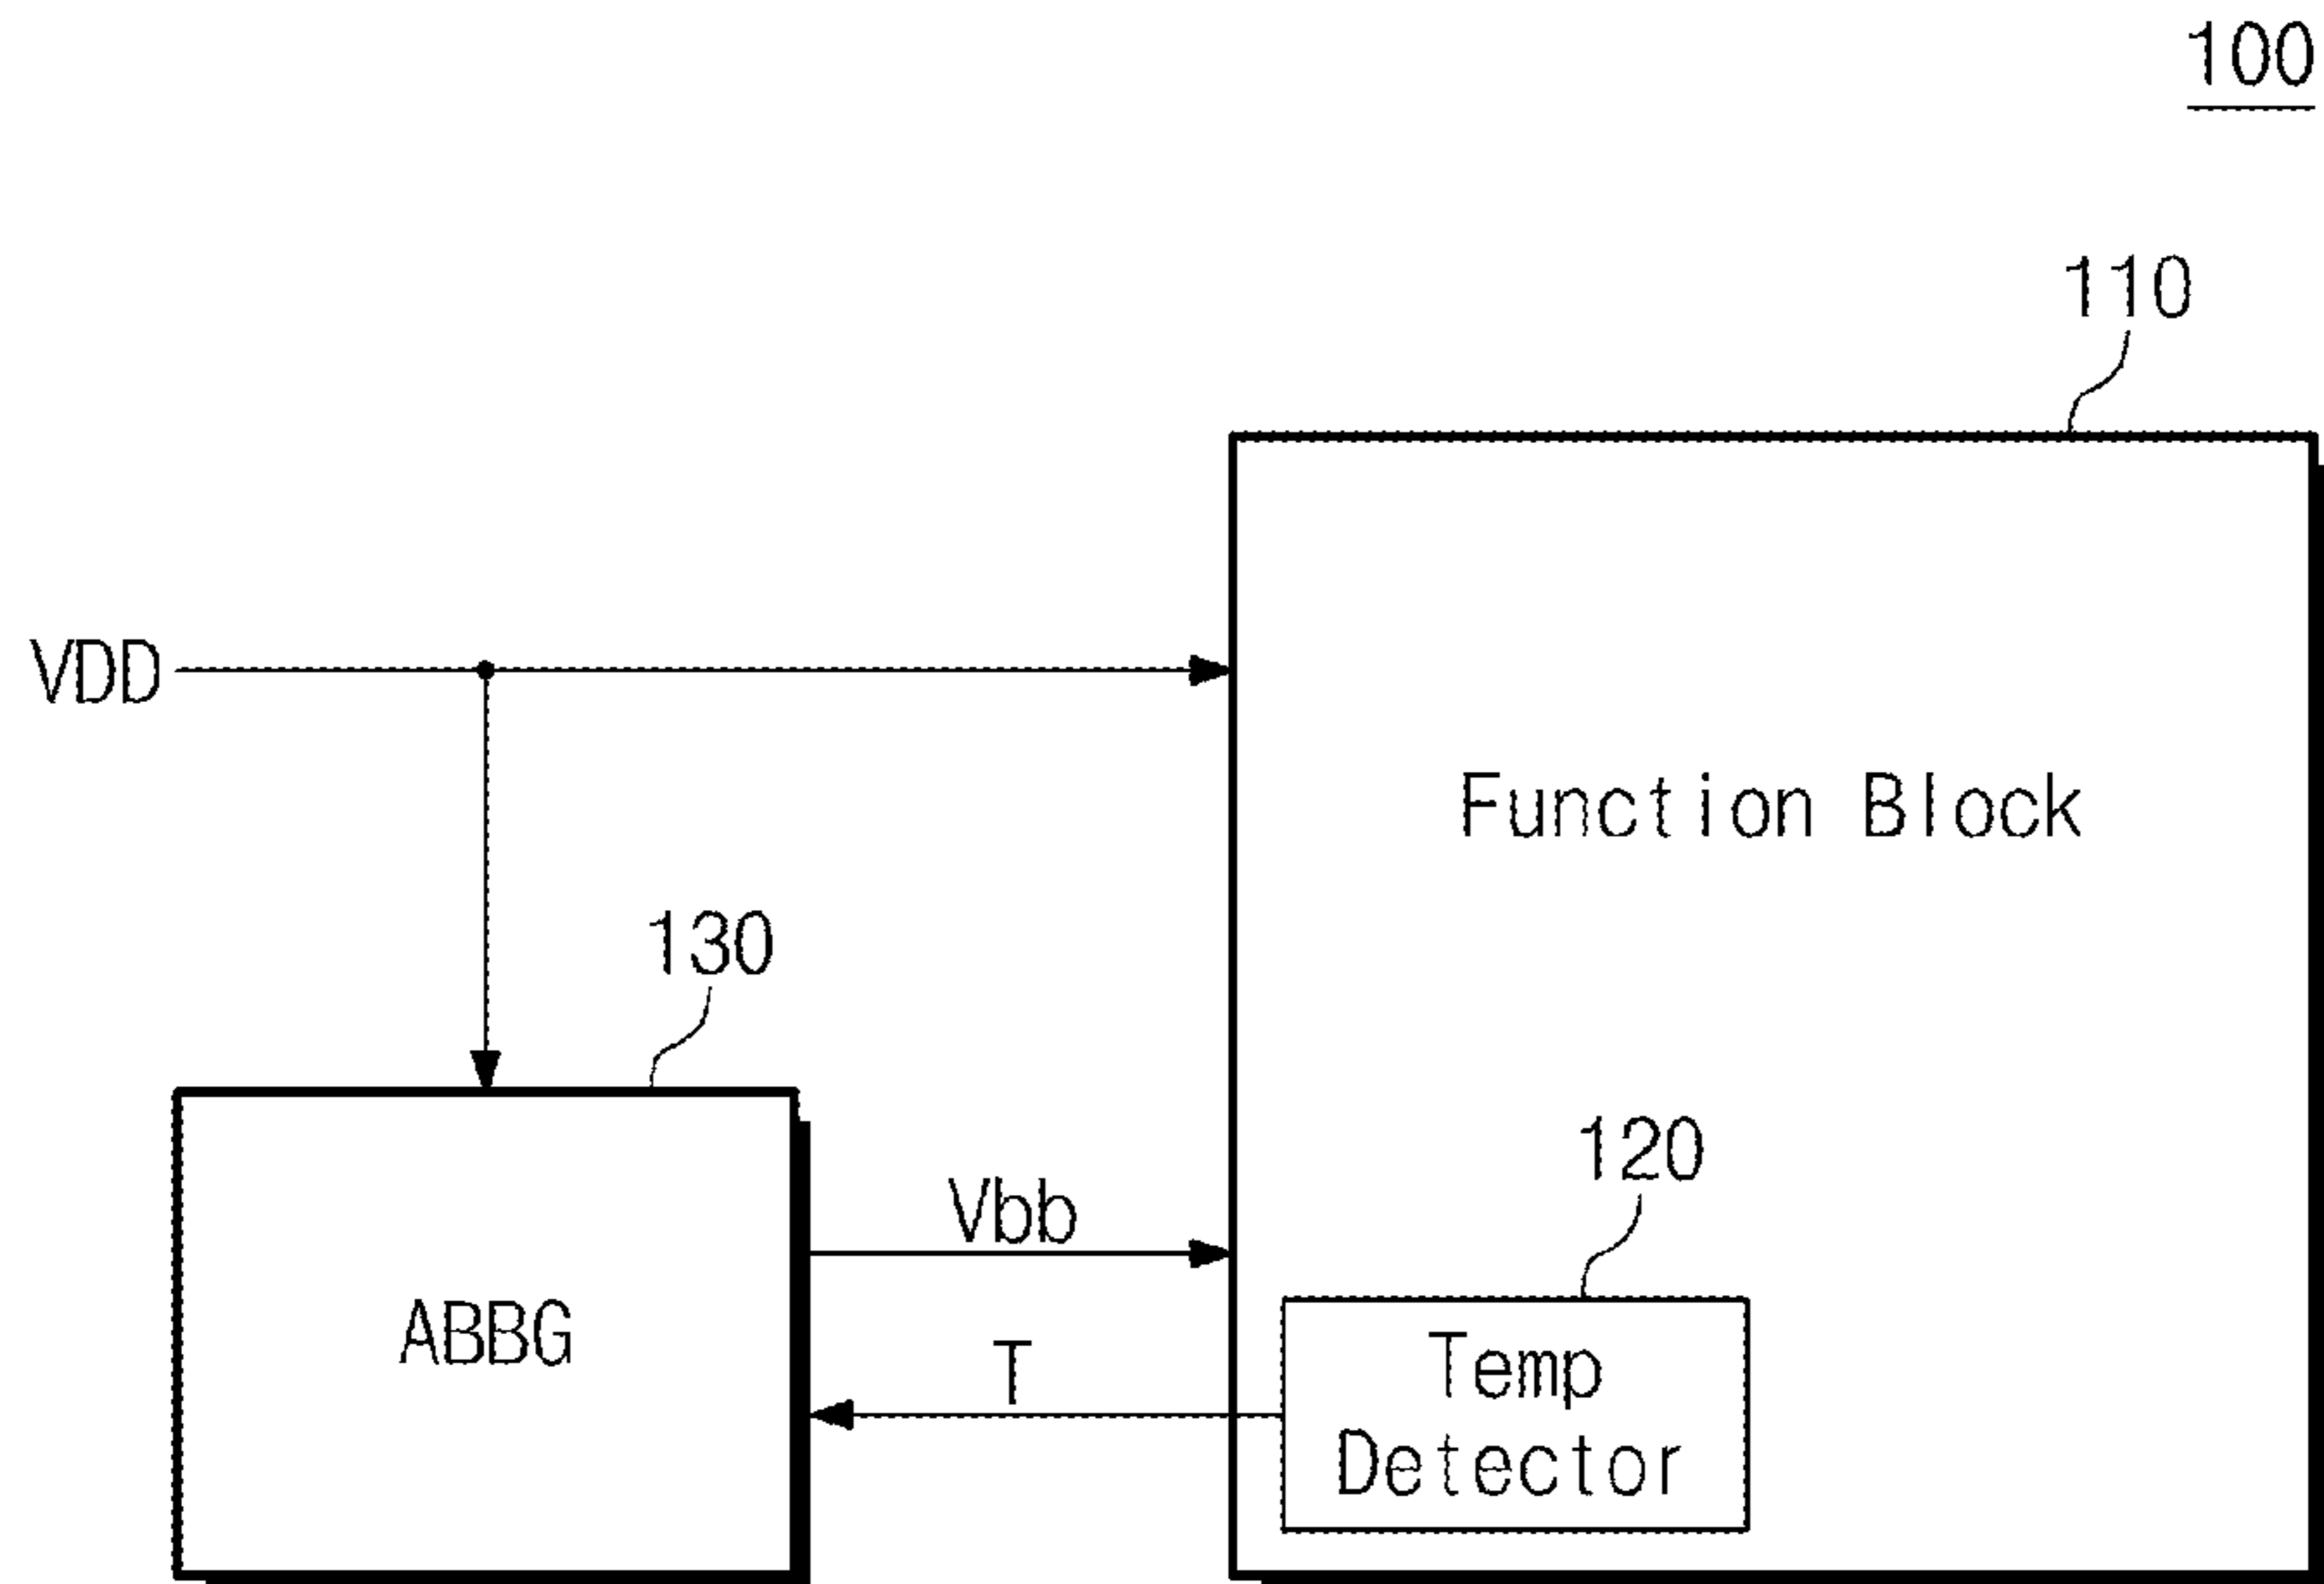 100
110
VDD
Function Block
130
120
Vbb
ABBG
T
Temp
Detector